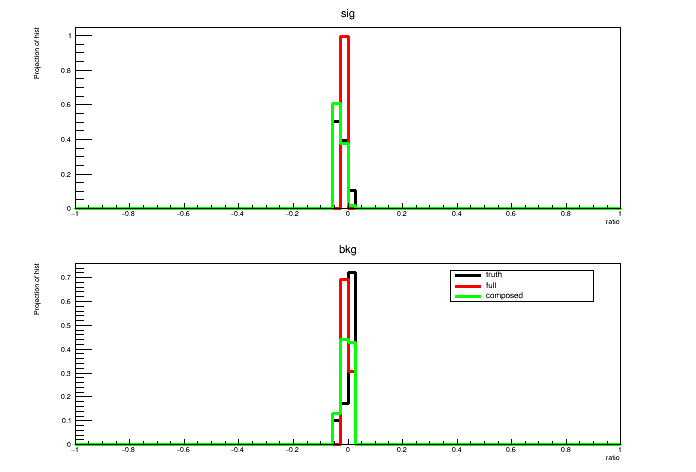 sig
Projection of hist
1
0.8
0.6
0.4
0.2
0
−1 −0.8 −0.6 −0.4 −0.2 0 0.2 0.4 0.6 0.8 1
ratio
bkg
Projection of hist
0.7
0.6
0.5
0.4
0.3
0.2
0.1
0
truth
full
composed
−1 −0.8 −0.6 −0.4 −0.2 0 0.2 0.4 0.6 0.8 1
ratio